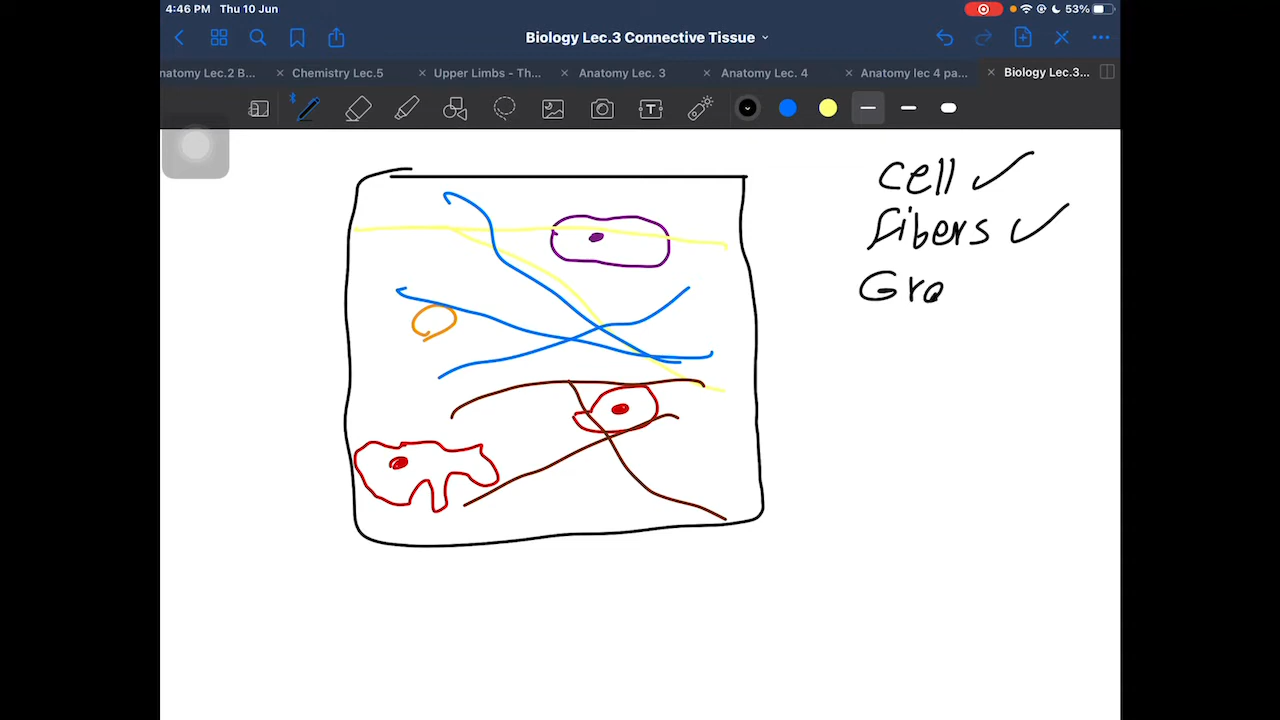 4:46 PM Thu 10 Jun
53%
Biology Lec.3 Connective Tissue
natomy Lec.2 B...
Chemistry Lec.5
Upper Limbs - Th...
Anatomy Lec. 3
Anatomy Lec. 4
Anatomy lec 4 pa...
Biology Lec.3...
T
Cell ✓
Fibers ✓
Gro